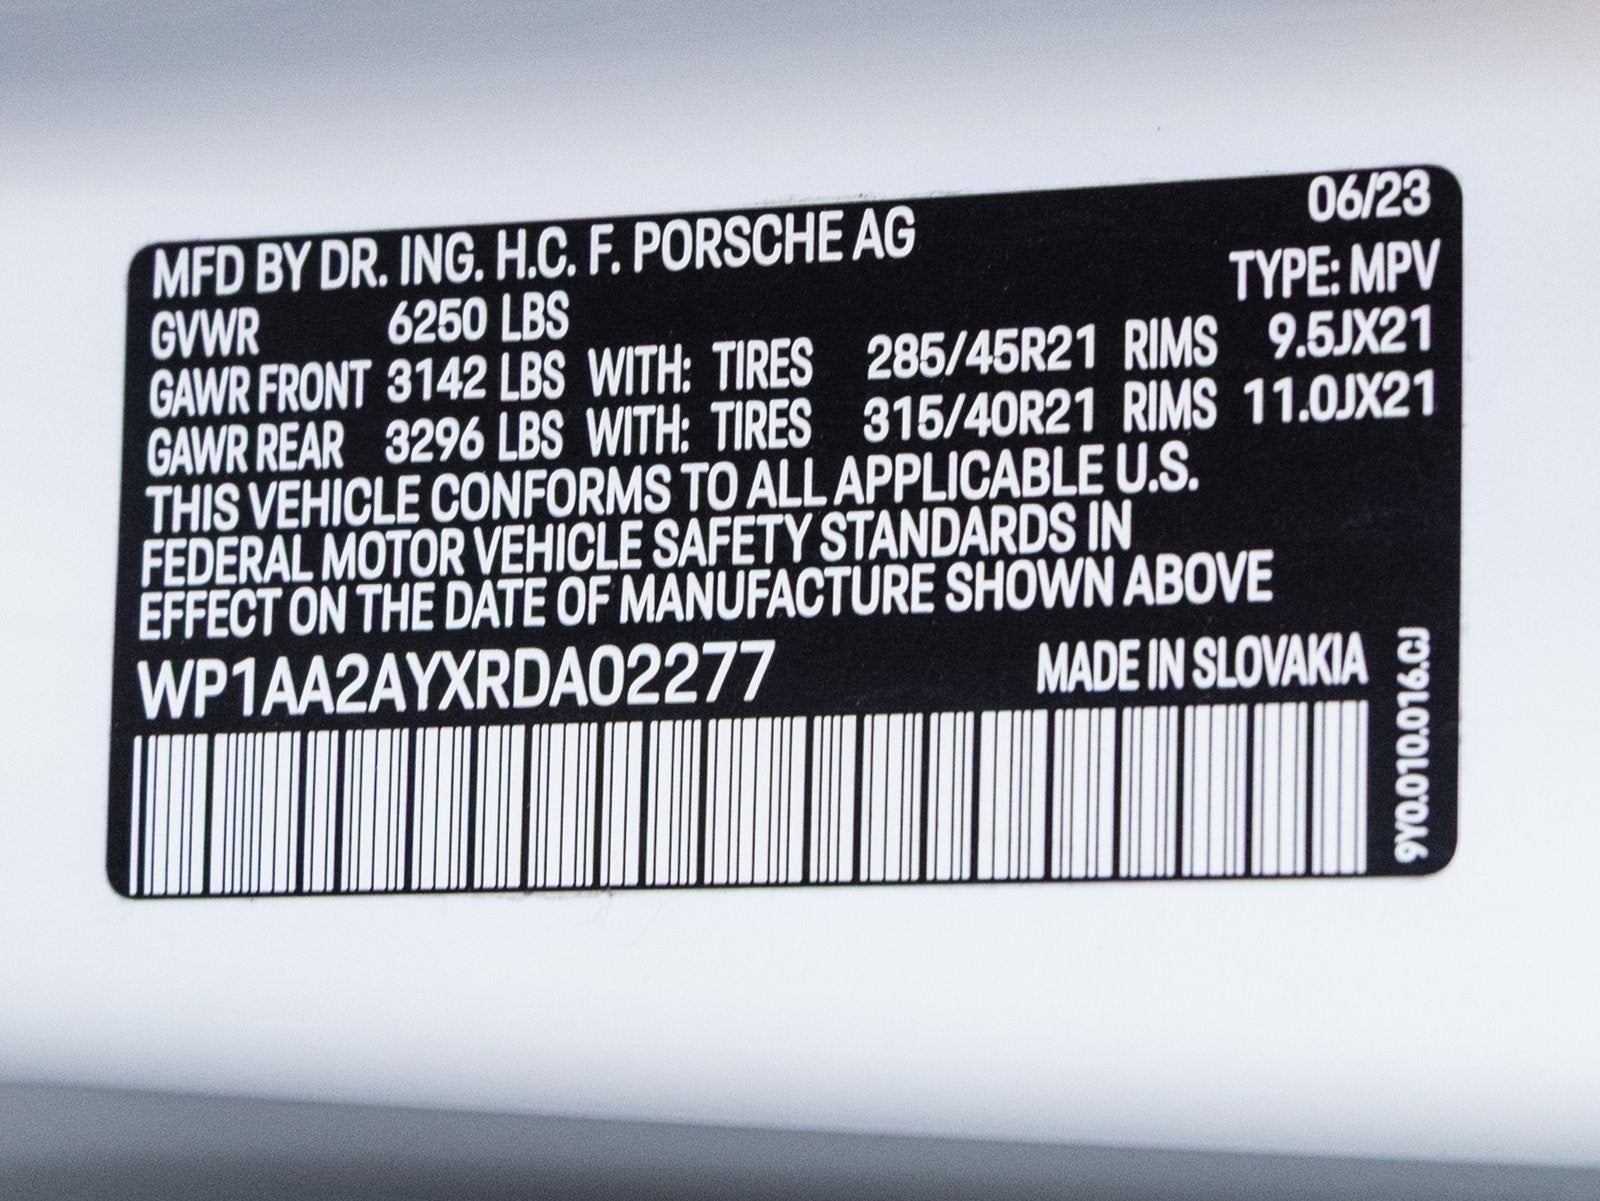 06/23
MFD BY DR. ING. H.C. F. PORSCHE AG
TYPE: MPV
GVWR 6250 LBS
GAWR FRONT 3142 LBS WITH: TIRES 285/45R21 RIMS 9.5JX21
GAWR REAR 3296 LBS WITH: TIRES 315/40R21 RIMS 11.0JX21
THIS VEHICLE CONFORMS TO ALL APPLICABLE U.S.
FEDERAL MOTOR VEHICLE SAFETY STANDARDS IN
EFFECT ON THE DATE OF MANUFACTURE SHOWN ABOVE
WP1AA2AYXRDA02277 MADE IN SLOVAKIA
9Y0.010.016.CJ